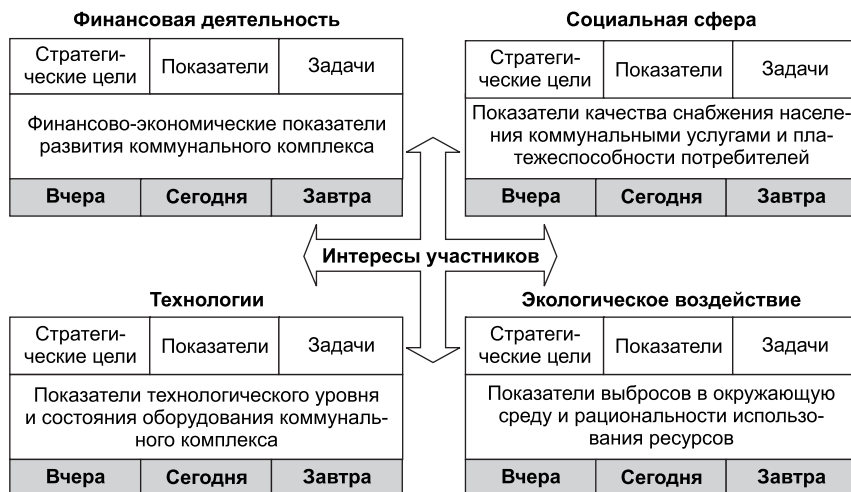 Финансовая деятельность
Стратеги-
ческие цели
Показатели
Задачи
Финансово-экономические показатели
развития коммунального комплекса
Вчера
Сегодня
Завтра
Социальная сфера
Стратеги-
ческие цели
Показатели
Задачи
Показатели качества снабжения населе-
ния коммунальными услугами и пла-
тежеспособности потребителей
Вчера
Сегодня
Завтра
Интересы участников
Технологии
Стратеги-
ческие цели
Показатели
Задачи
Показатели технологического уровня
и состояния оборудования коммуналь-
ного комплекса
Вчера
Сегодня
Завтра
Экологическое воздействие
Стратеги-
ческие цели
Показатели
Задачи
Показатели выбросов в окружающую
среду и рациональности использо-
вания ресурсов
Вчера
Сегодня
Завтра